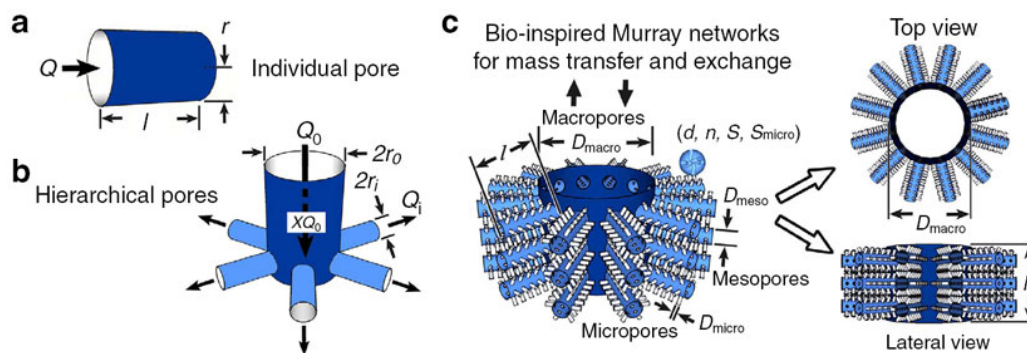 a
Q
r
l
Individual pore
b
Hierarchical pores
Q0
2r0
2ri
Qi
XQ0
c
Bio-inspired Murray networks
for mass transfer and exchange
Macropores
Dmacro
l
(d, n, S, Smicro)
Dmeso
Mesopores
Micropores
Dmicro
Top view
Dmacro
Lateral view